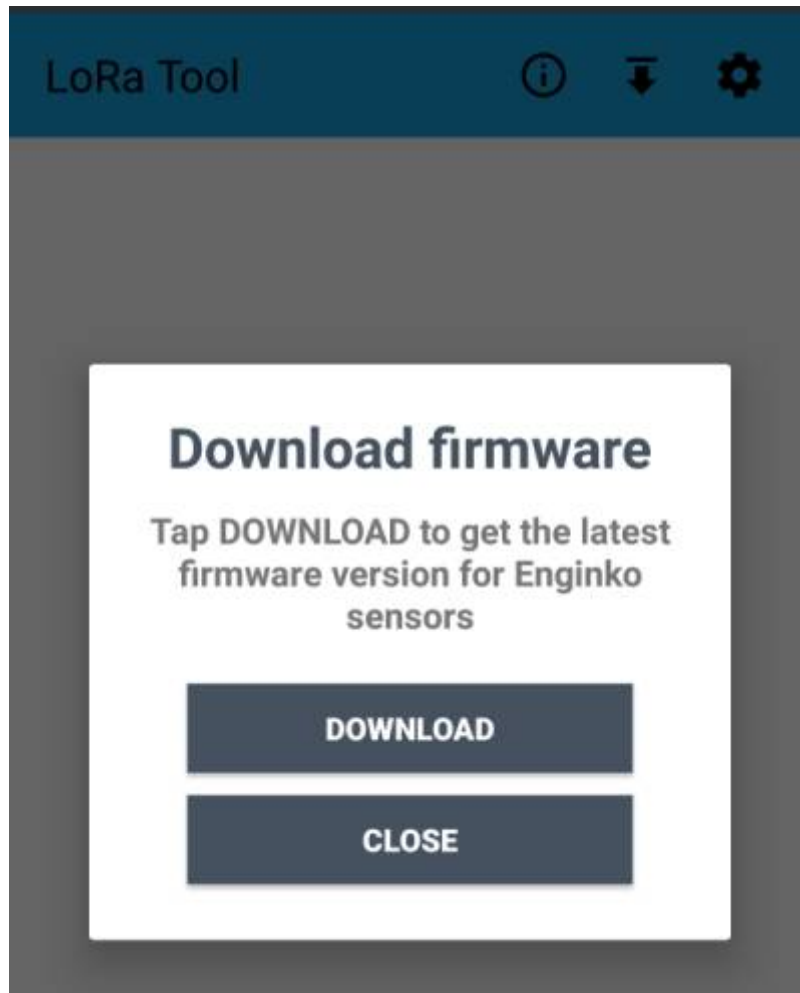 LoRa Tool
Download firmware
Tap DOWNLOAD to get the latest
firmware version for Enginko
sensors
DOWNLOAD
CLOSE